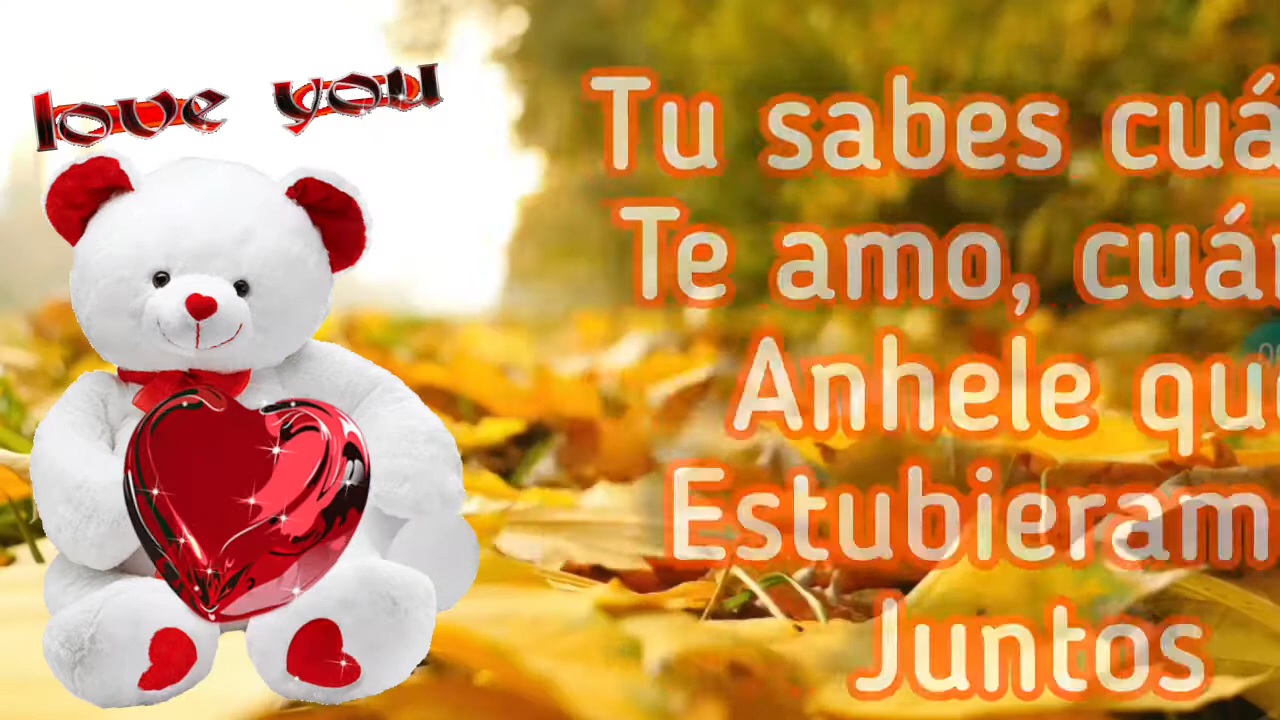 love you
Tu sabes cuá
Te amo, cuá
Anhele qu
Estubieram
Juntos